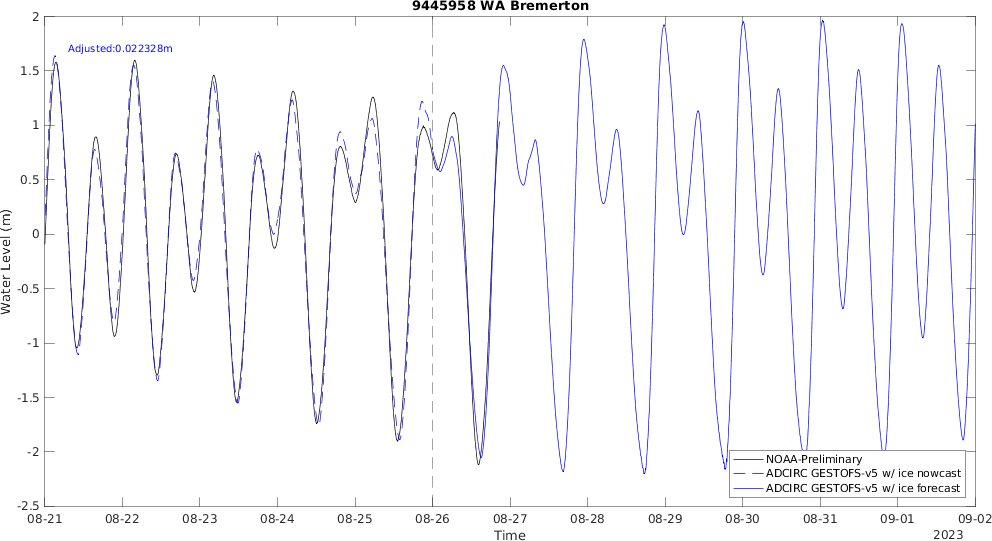 9445958 WA Bremerton
Adjusted:0.022328m
2
1.5
1
0.5
0
-0.5
-1
-1.5
-2
-2.5
Water Level (m)
NOAA-Preliminary
ADCIRC GESTOFS-v5 w/ ice nowcast
ADCIRC GESTOFS-v5 w/ ice forecast
08-21 08-22 08-23 08-24 08-25 08-26 08-27 08-28 08-29 08-30 08-31 09-01 09-02
Time
2023